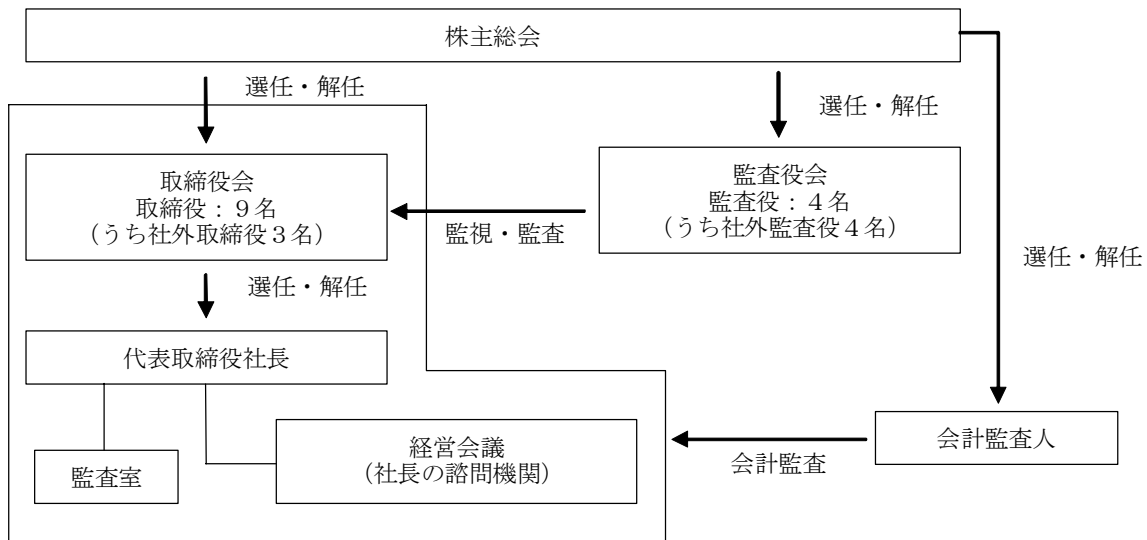 株主総会
選任・解任
選任・解任
取締役会
取締役：９名
（うち社外取締役３名）
監視・監査
監査役会
監査役：４名
（うち社外監査役４名）
選任・解任
選任・解任
代表取締役社長
監査室
経営会議
（社長の諮問機関）
会計監査
会計監査人